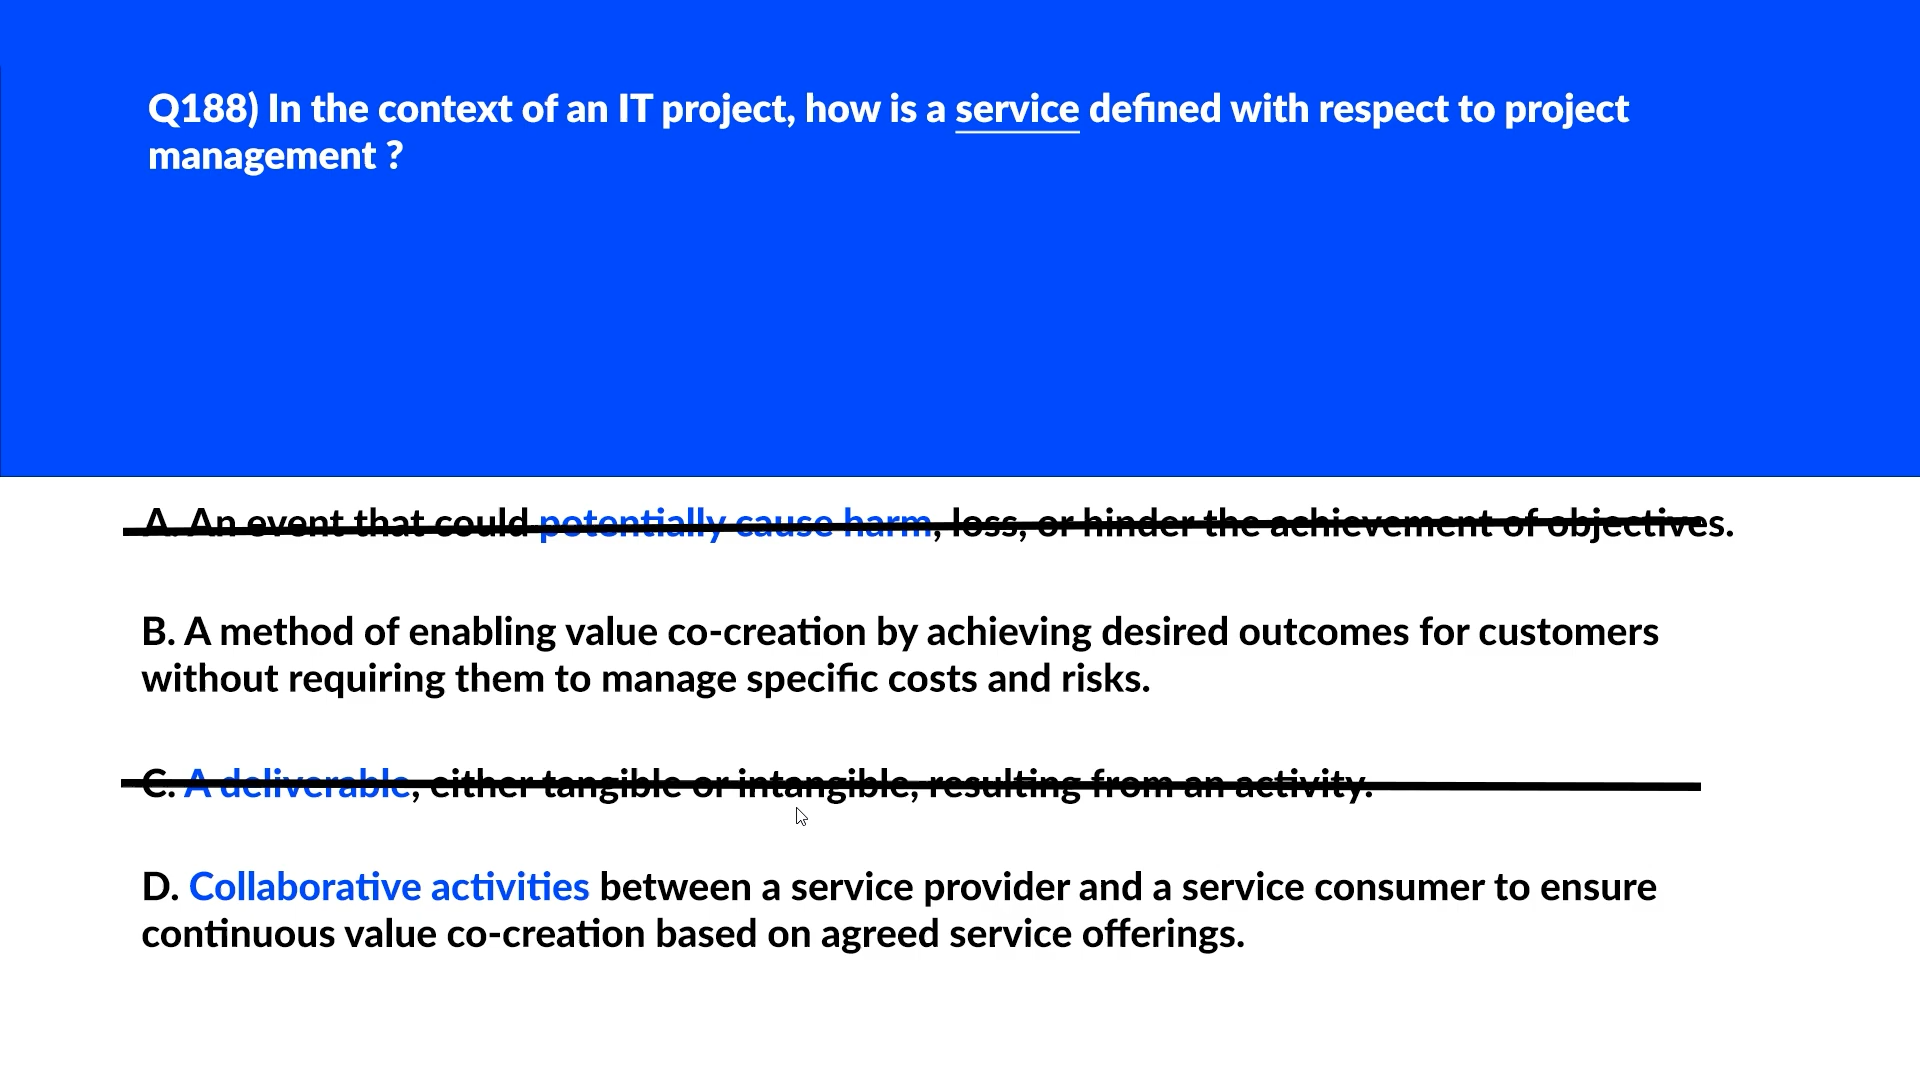 Q188) In the context of an IT project, how is a service defined with respect to project
management ?
A. An event that could potentially cause harm, loss, or hinder the achievement of objectives.
B. A method of enabling value co-creation by achieving desired outcomes for customers
without requiring them to manage specific costs and risks.
C. A deliverable, either tangible or intangible, resulting from an activity.
D. Collaborative activities between a service provider and a service consumer to ensure
continuous value co-creation based on agreed service offerings.